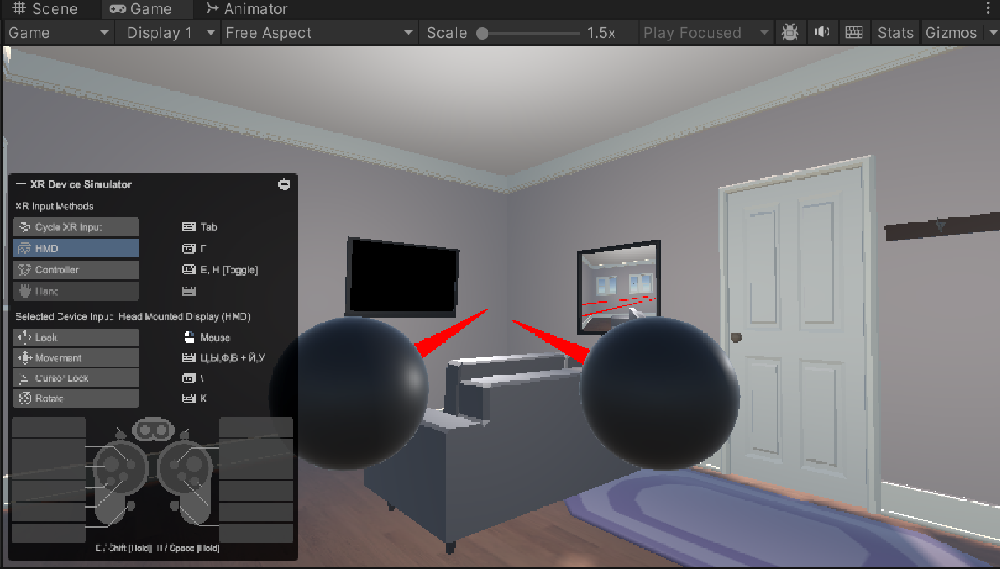 Scene Game Animator
Game Display 1 Free Aspect Scale 1.5x Play Focused Stats Gizmos
XR Device Simulator
XR Input Methods
Cycle XR Input Tab
HMD Г
Controller Е, Н [Toggle]
Hand
Selected Device Input: Head Mounted Display (HMD)
Look Mouse
Movement Ц,Ы,Ф,В + Й,У
Cursor Lock \
Rotate К
Е / Shift [Hold] Н / Space [Hold]